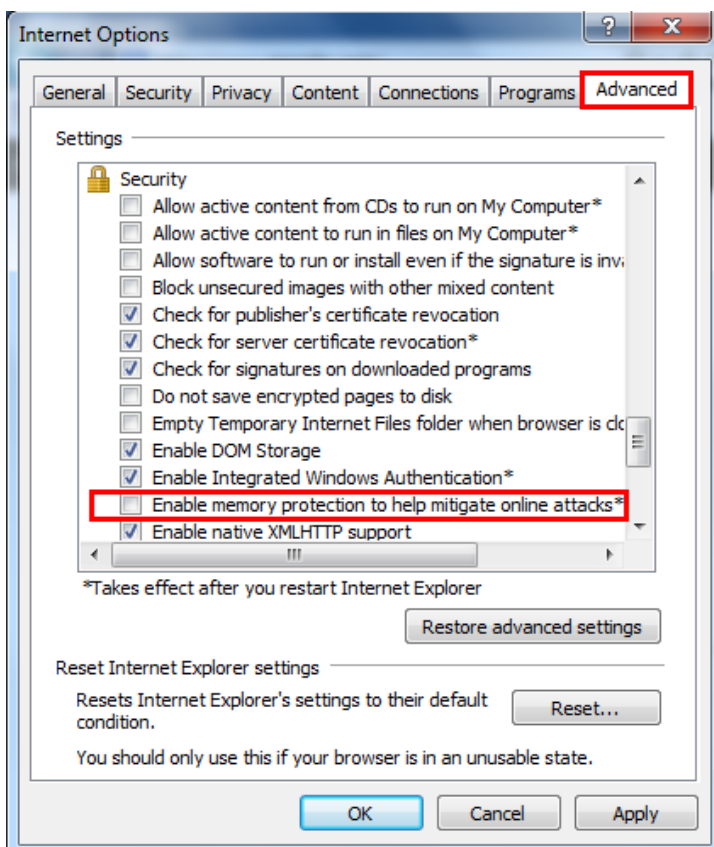 Internet Options
?
X
General Security Privacy Content Connections Programs Advanced
Settings
Security
Allow active content from CDs to run on My Computer*
Allow active content to run in files on My Computer*
Allow software to run or install even if the signature is
Block unsecured images with other mixed content
Check for publisher's certificate revocation
Check for server certificate revocation*
Check for signatures on downloaded programs
Do not save encrypted pages to disk
Empty Temporary Internet Files folder when browser is
Enable DOM Storage
Enable Integrated Windows Authentication*
Enable memory protection to help mitigate online attacks*
Enable native XMLHTTP support
*Takes effect after you restart Internet Explorer
Restore advanced settings
Reset Internet Explorer settings
Resets Internet Explorer's settings to their default
condition.
Reset...
You should only use this if your browser is in an unusable state.
OK Cancel Apply